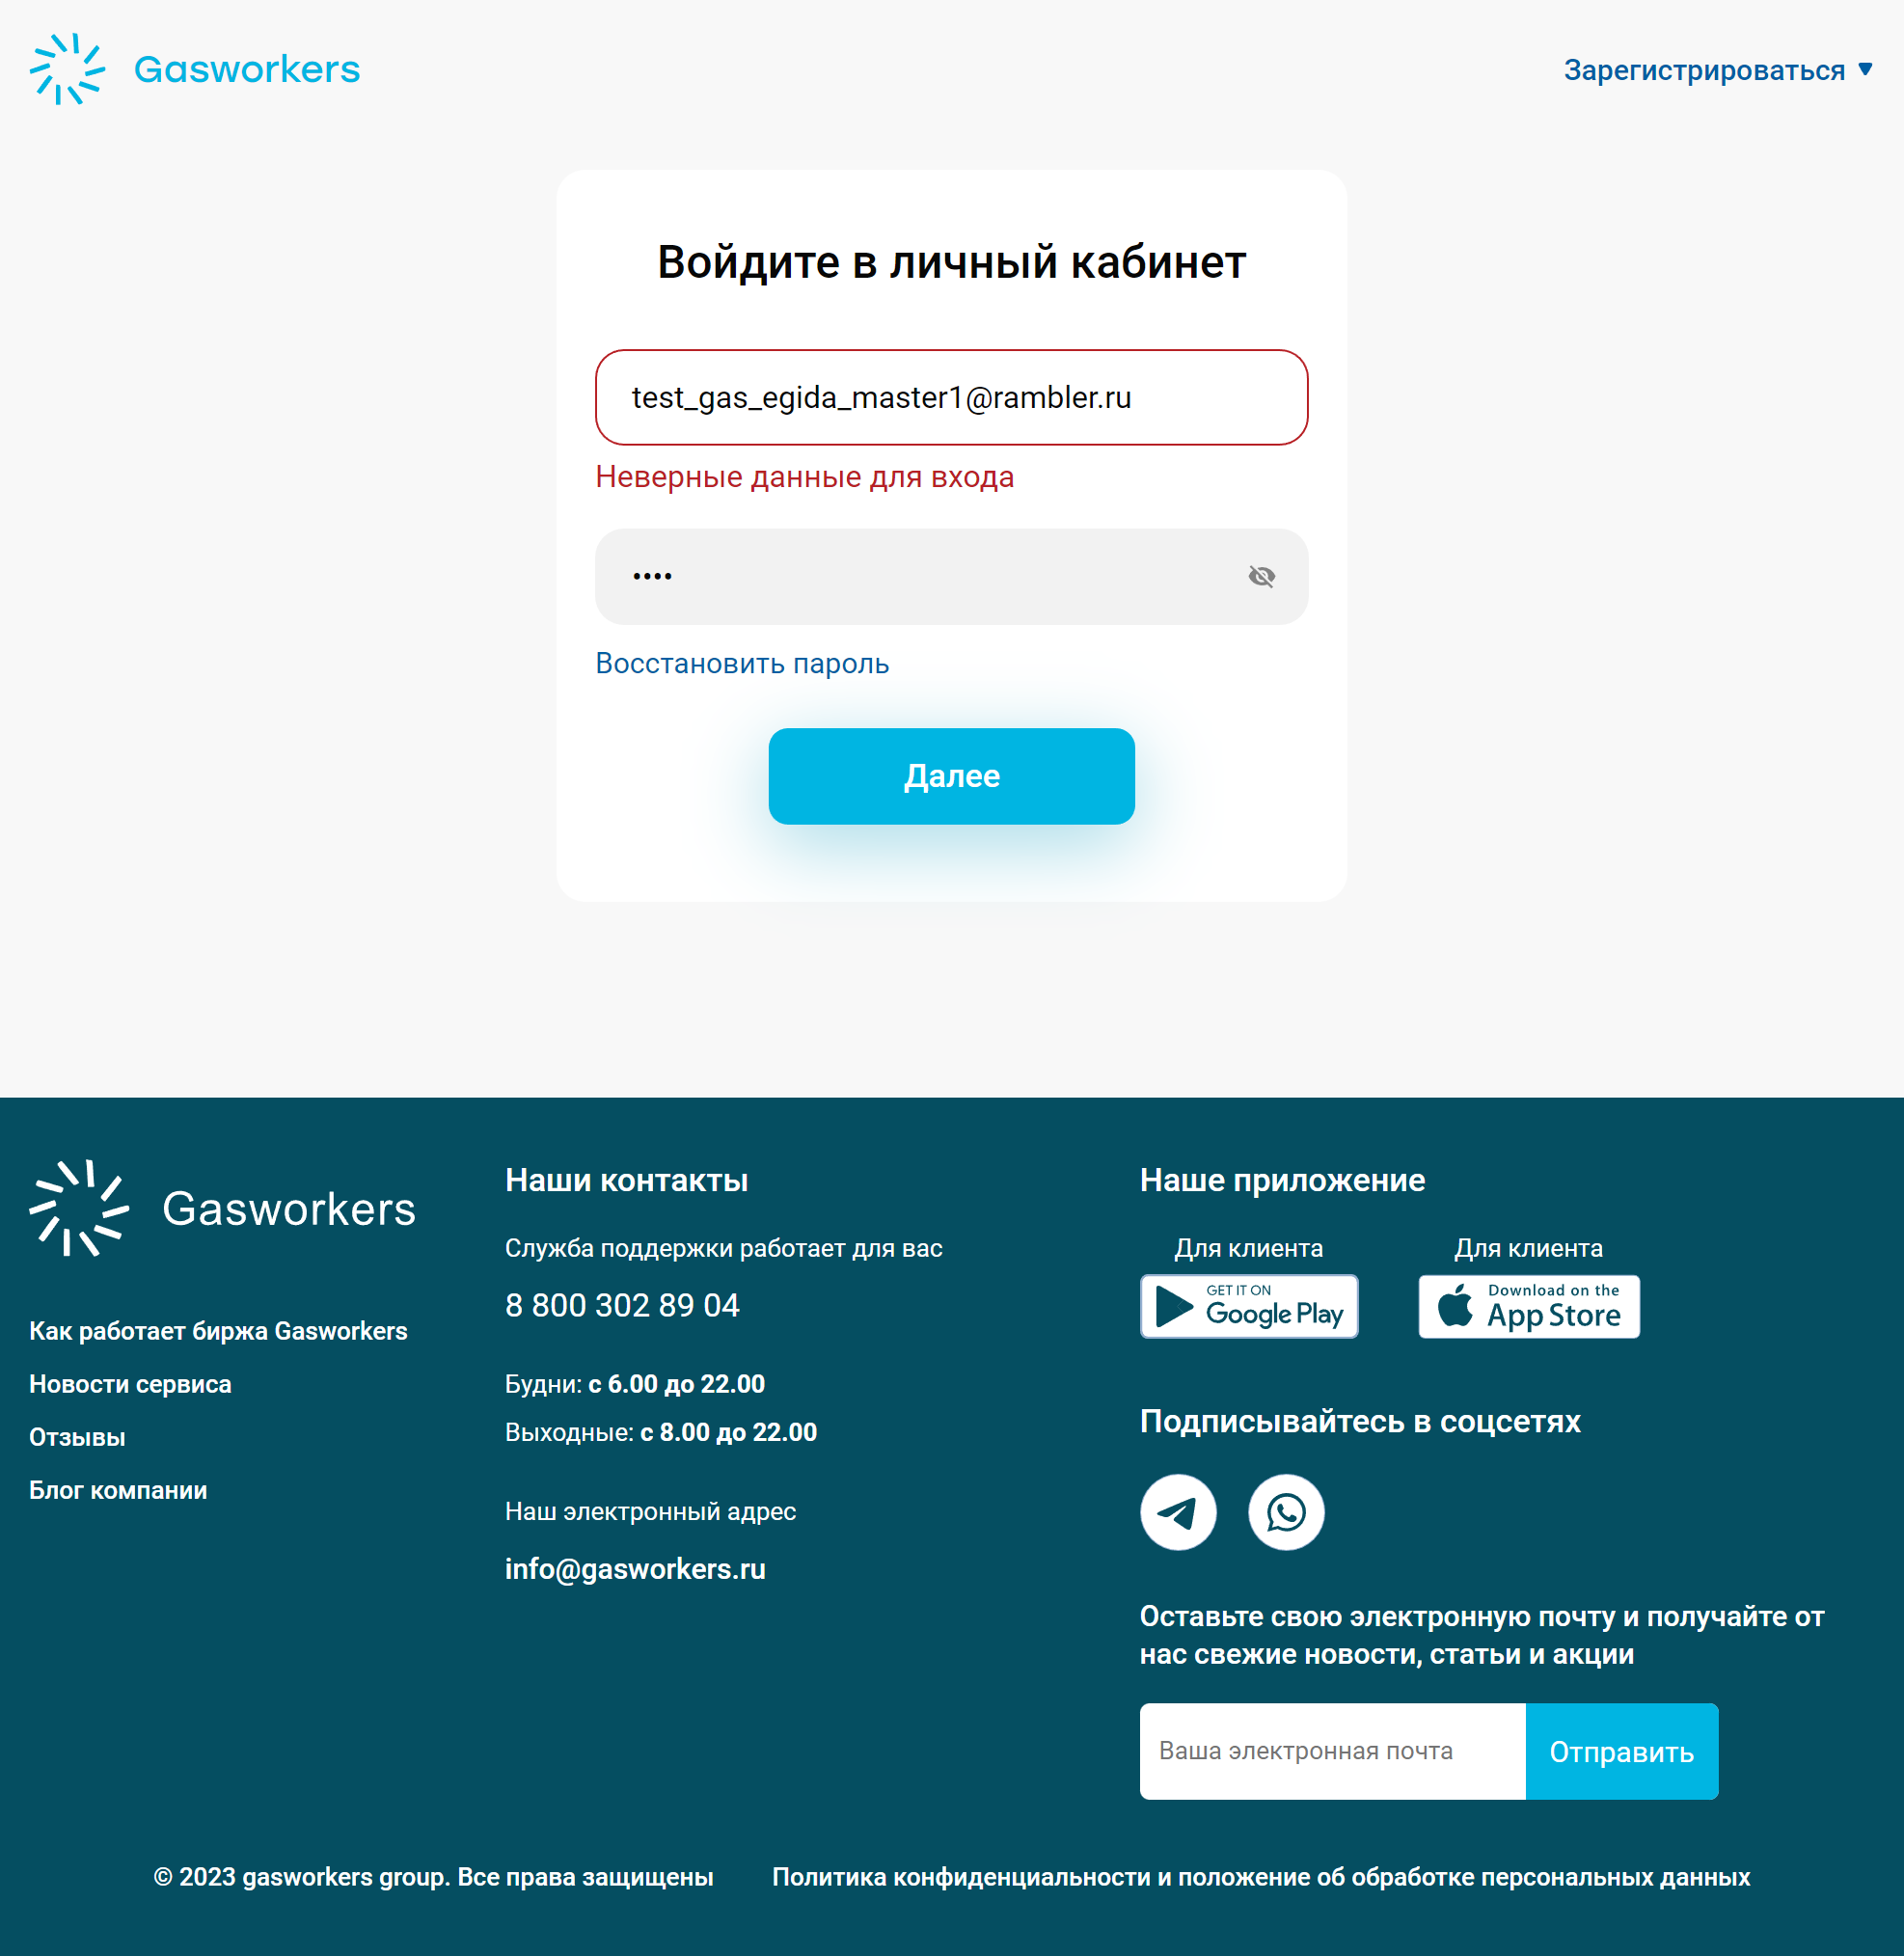 Gasworkers
Зарегистрироваться
Войдите в личный кабинет
test_gas_egida_master1@rambler.ru
Неверные данные для входа
••••
Восстановить пароль
Далее
Gasworkers
Как работает биржа Gasworkers
Новости сервиса
Отзывы
Блог компании
Наши контакты
Служба поддержки работает для вас
8 800 302 89 04
Будни: с 6.00 до 22.00
Выходные: с 8.00 до 22.00
Наш электронный адрес
info@gasworkers.ru
Наше приложение
Для клиента
GET IT ON
Google Play
Для клиента
Download on the
App Store
Подписывайтесь в соцсетях
Оставьте свою электронную почту и получайте от
нас свежие новости, статьи и акции
Ваша электронная почта
Отправить
© 2023 gasworkers group. Все права защищены
Политика конфиденциальности и положение об обработке персональных данных